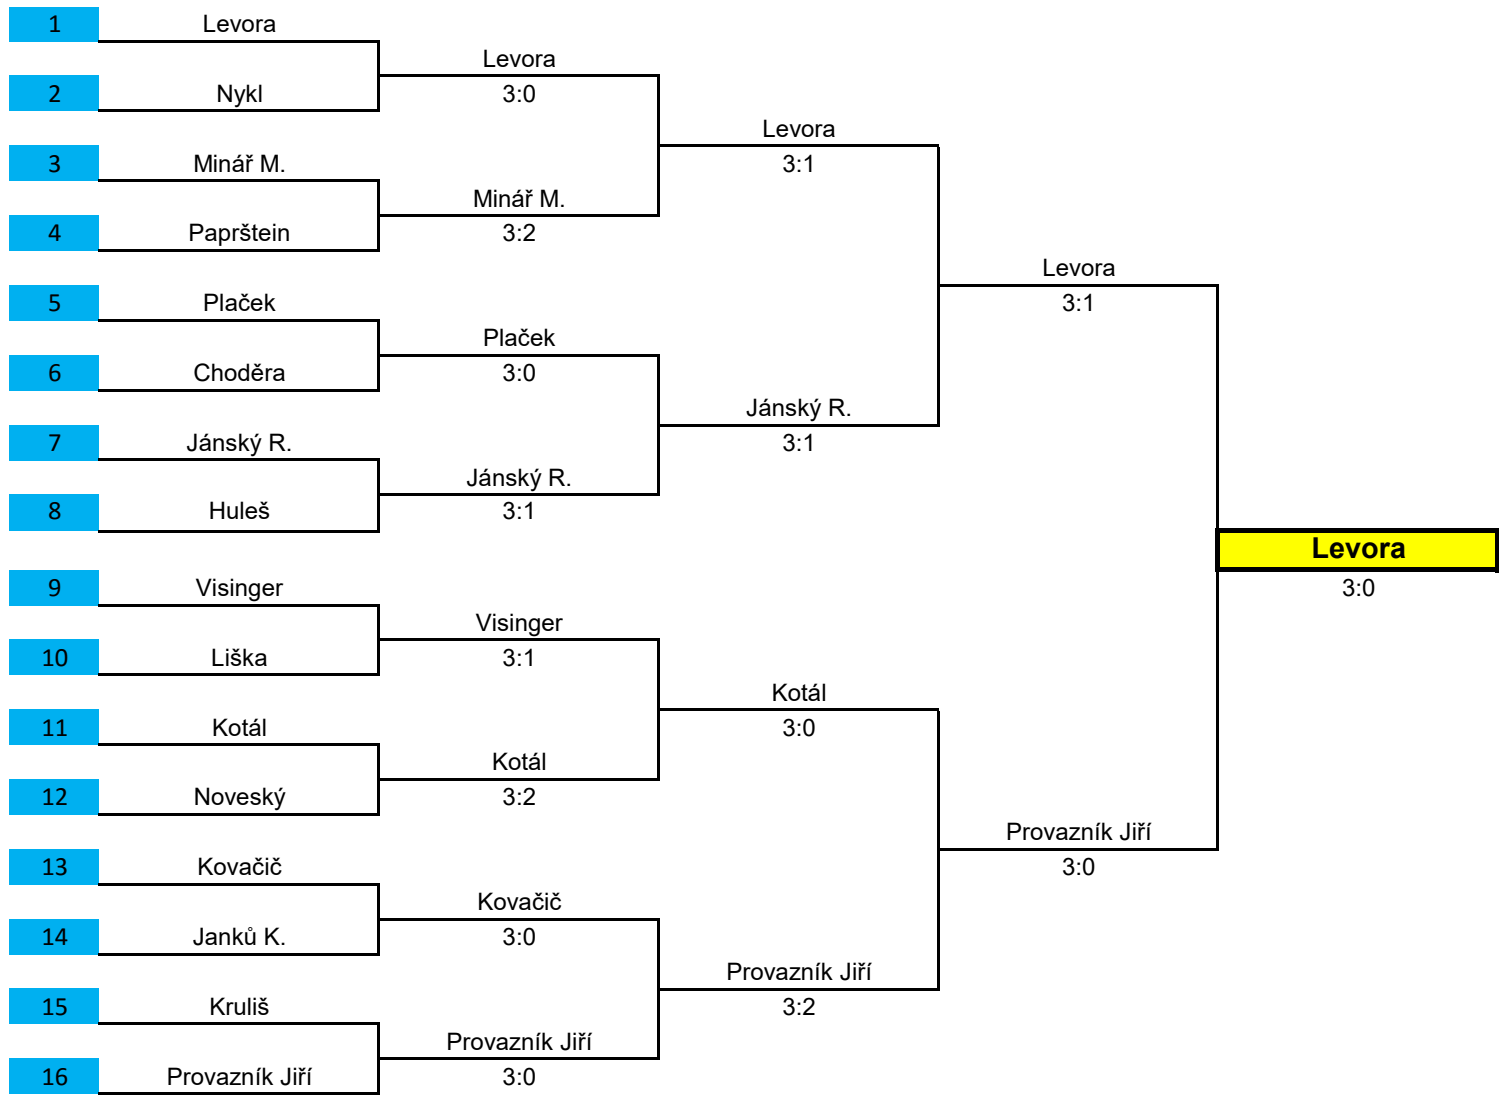 1 Levora
Levora
2 Nykl 3:0
Levora
3 Minář M. 3:1
Minář M.
4 Paprštein 3:2
Levora
5 Plaček 3:1
Plaček
6 Choděra 3:0
Jánský R.
7 Jánský R. 3:1
Jánský R.
8 Huleš 3:1
Levora
9 Visinger 3:0
Visinger
10 Liška 3:1
Kotál
11 Kotál 3:0
Kotál
12 Noveský 3:2
Provazník Jiří
13 Kovačič 3:0
Kovačič
14 Janků K. 3:0
Provazník Jiří
15 Kruliš 3:2
Provazník Jiří
16 Provazník Jiří 3:0